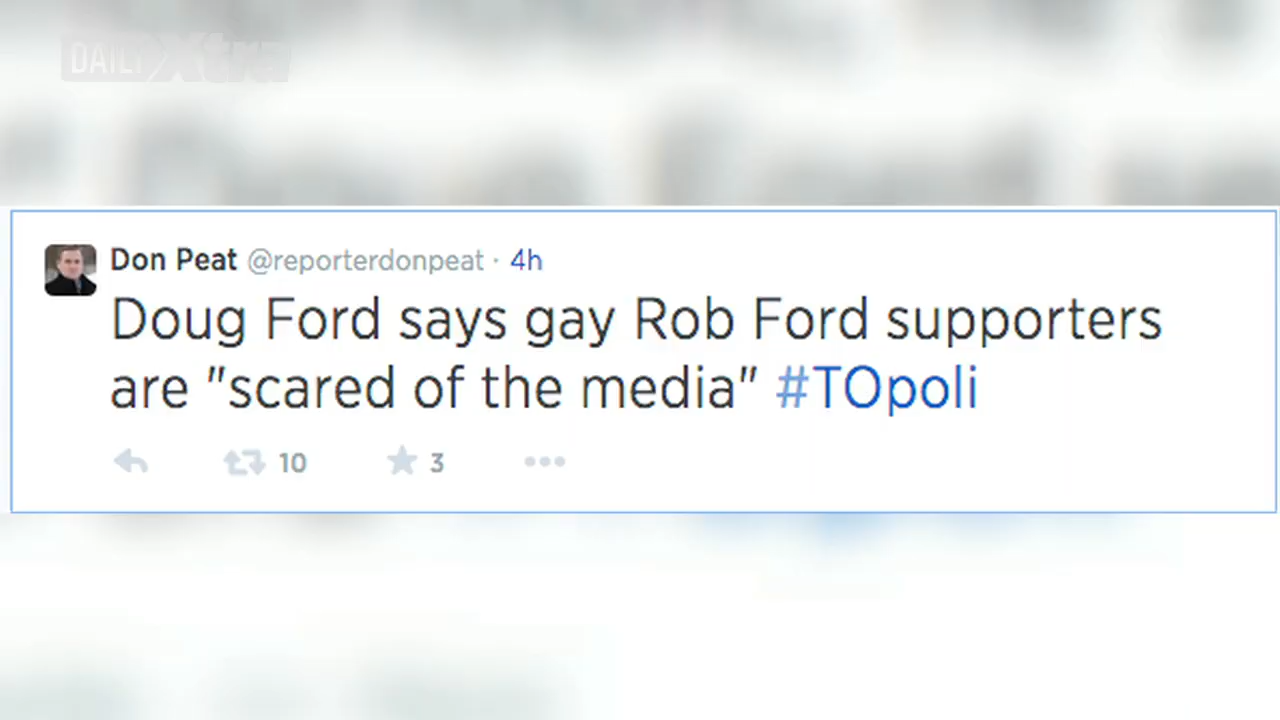 DAILY Xtra
Don Peat @reporterdonpeat · 4h
Doug Ford says gay Rob Ford supporters
are "scared of the media" #TOpoli
10 3